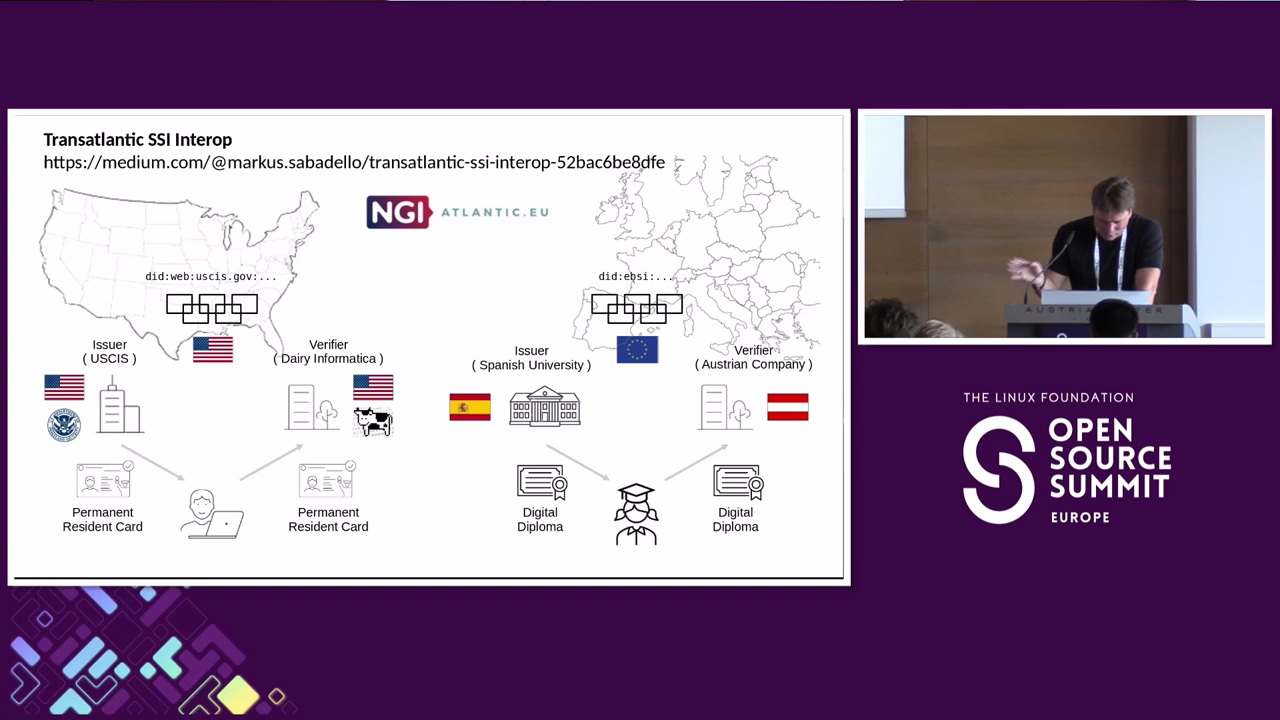 Transatlantic SSI Interop
https://medium.com/@markus.sabadello/transatlantic-ssi-interop-52bac6be8dfe
NGI ATLANTIC.EU
did:web:uscis.gov:...
did:ebsi:...
Issuer
( USCIS )
Verifier
( Dairy Informatica )
Issuer
( Spanish University )
Verifier
( Austrian Company )
Permanent
Resident Card
Permanent
Resident Card
Digital
Diploma
Digital
Diploma
THE LINUX FOUNDATION
OPEN
SOURCE
SUMMIT
EUROPE